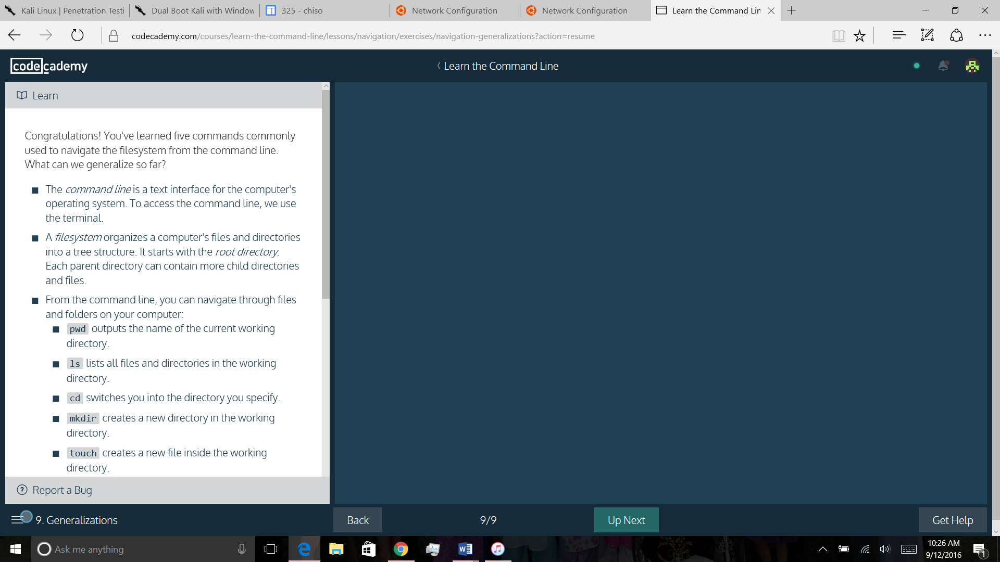 Kali Linux | Penetration Testi
Dual Boot Kali with Window
325 - chiso
Network Configuration
Network Configuration
Learn the Command Lin
codecademy.com/courses/learn-the-command-line/lessons/navigation/exercises/navigation-generalizations?action=resume
codecademy
Learn the Command Line
Learn
Congratulations! You've learned five commands commonly
used to navigate the filesystem from the command line.
What can we generalize so far?
The command line is a text interface for the computer's
operating system. To access the command line, we use
the terminal.
A filesystem organizes a computer's files and directories
into a tree structure. It starts with the root directory.
Each parent directory can contain more child directories
and files.
From the command line, you can navigate through files
and folders on your computer:
pwd outputs the name of the current working
directory.
ls lists all files and directories in the working
directory.
cd switches you into the directory you specify.
mkdir creates a new directory in the working
directory.
touch creates a new file inside the working
directory.
Report a Bug
9. Generalizations
Back
9/9
Up Next
Get Help
Ask me anything
10:26 AM
9/12/2016
1